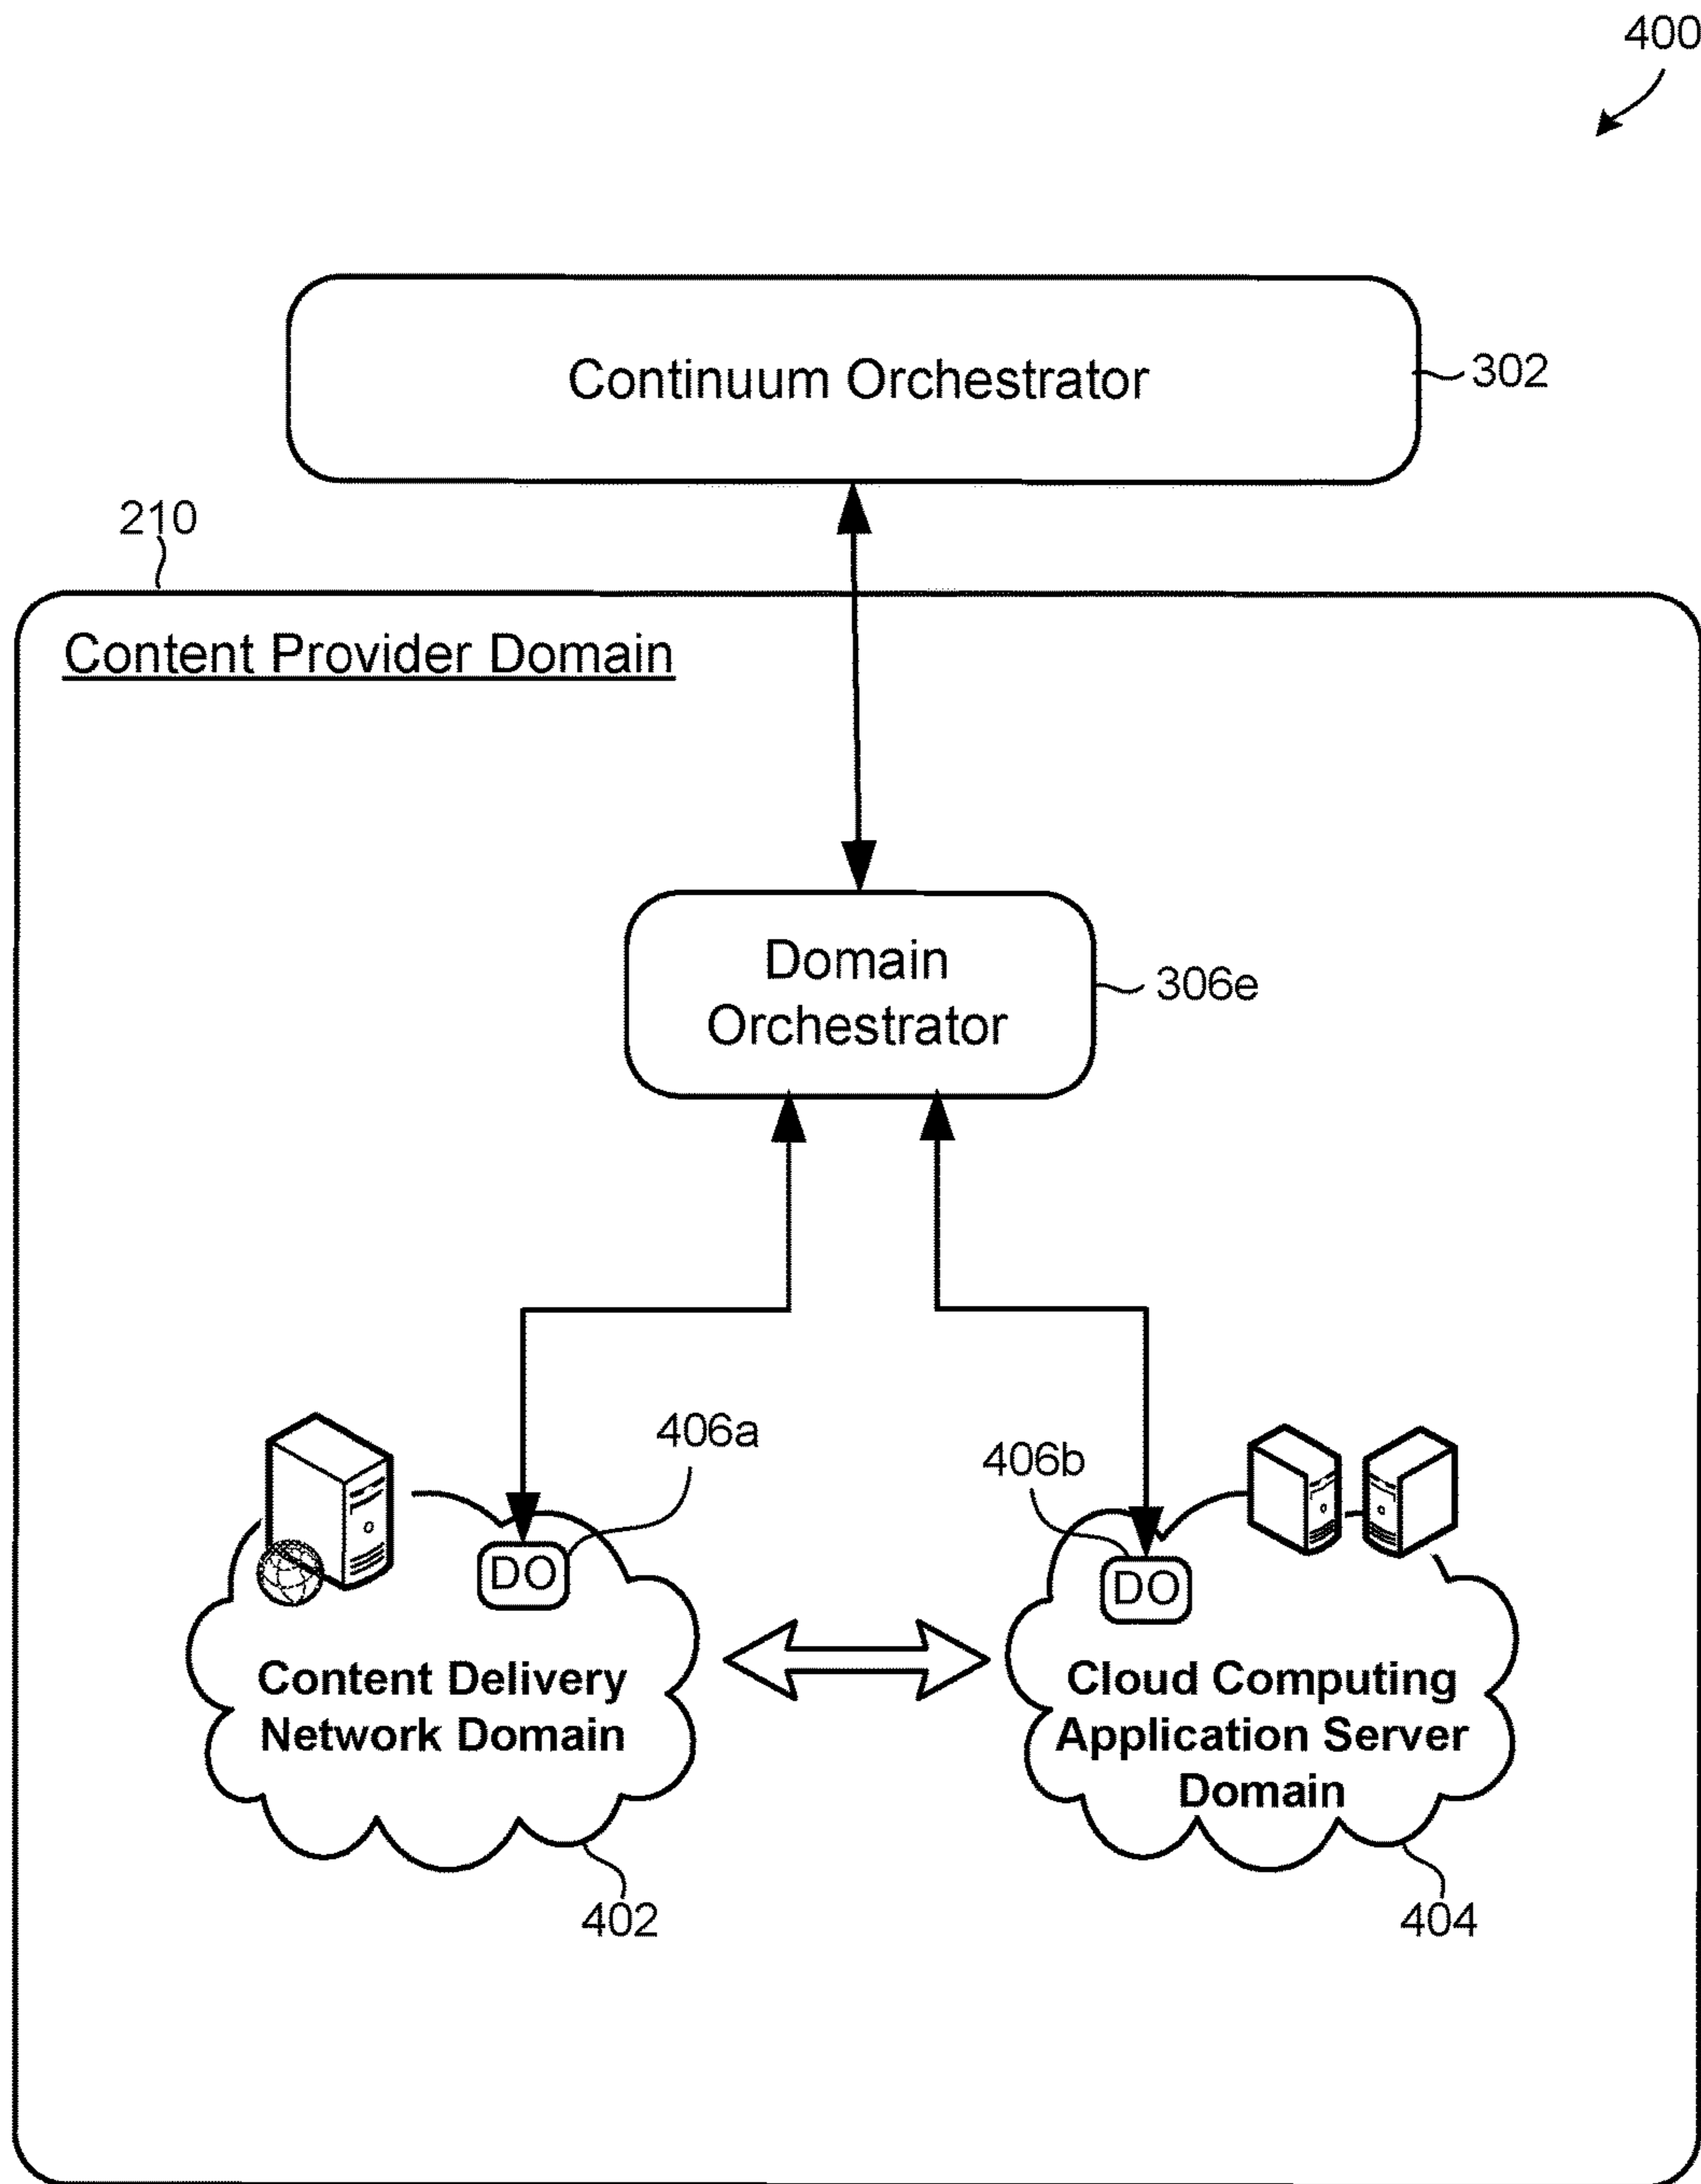 400
Continuum Orchestrator
302
210
Content Provider Domain
Domain
Orchestrator
306e
406a
406b
DO
DO
Content Delivery
Network Domain
Cloud Computing
Application Server
Domain
402
404